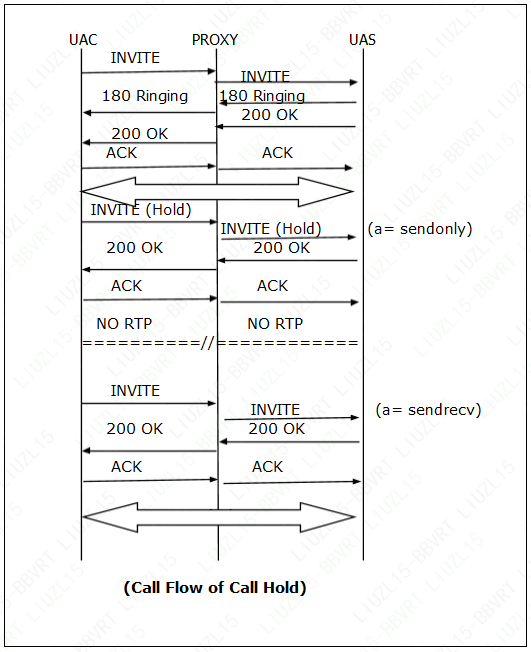 UAC PROXY UAS
INVITE
INVITE
180 Ringing 180 Ringing
200 OK
200 OK
ACK ACK
INVITE (Hold)
INVITE (Hold) (a= sendonly)
200 OK 200 OK
ACK ACK
NO RTP NO RTP
==========//============
INVITE
INVITE (a= sendrecv)
200 OK 200 OK
ACK ACK
(Call Flow of Call Hold)